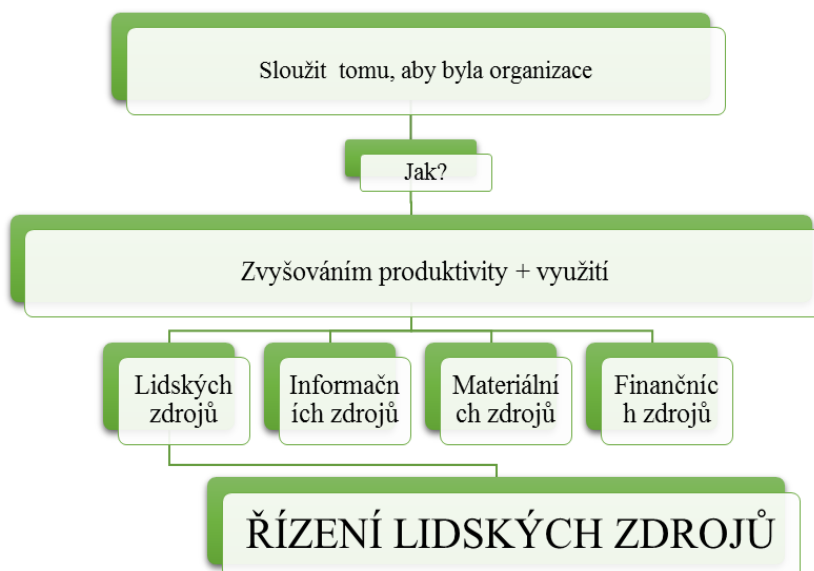 Sloužit  tomu, aby byla organizace
Jak?
Zvyšováním produktivity + využití
Lidských
zdrojů
Informačn
ích zdrojů
Materiální
ch zdrojů
Finančníc
h zdrojů
ŘÍZENÍ LIDSKÝCH ZDROJŮ